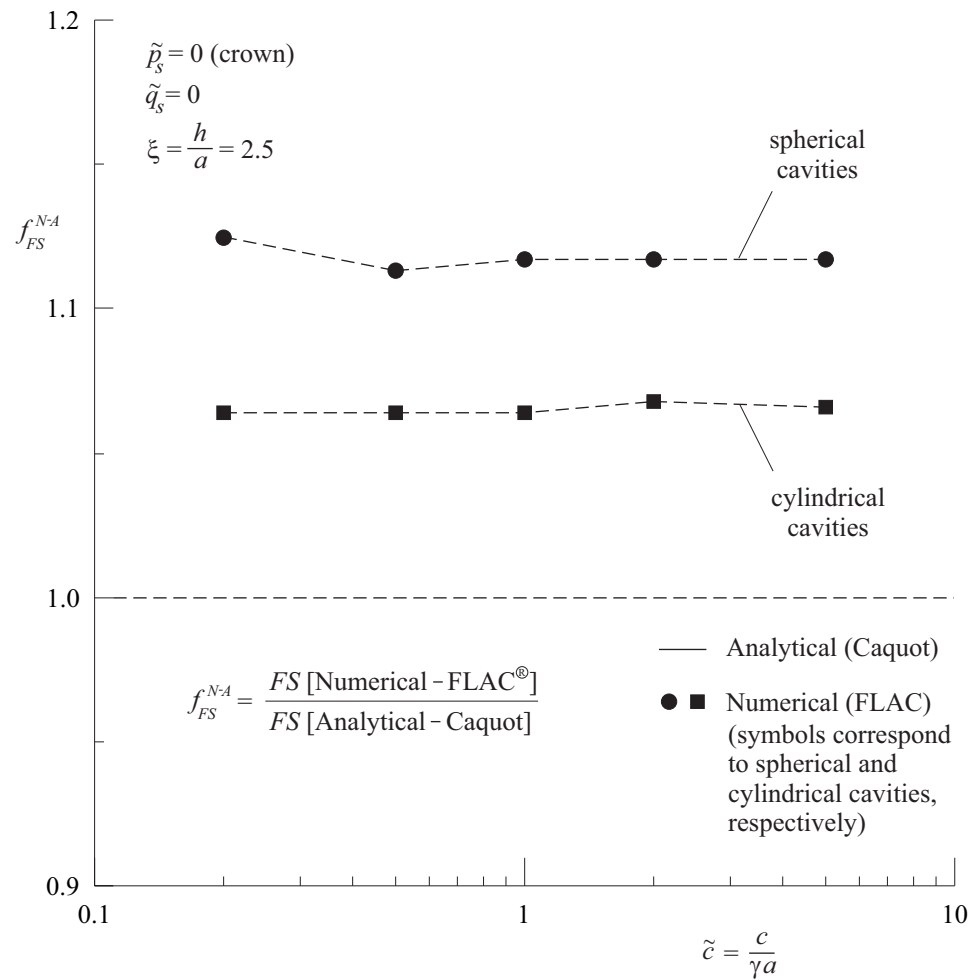 1.2
p̃s = 0 (crown)
q̃s = 0
ξ = h/a = 2.5
spherical
cavities
f_FS^N-A
1.1
cylindrical
cavities
1.0
Analytical (Caquot)
f_FS^N-A = FS [Numerical – FLAC®] / FS [Analytical – Caquot]
Numerical (FLAC)
(symbols correspond
to spherical and
cylindrical cavities,
respectively)
0.9
0.1
1
10
c̃ = c/γa